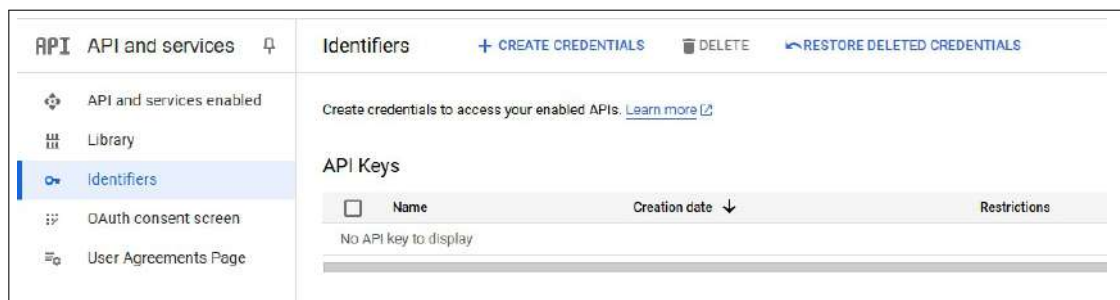 API API and services
API and services enabled
Library
Identifiers
OAuth consent screen
User Agreements Page
Identifiers + CREATE CREDENTIALS DELETE RESTORE DELETED CREDENTIALS
Create credentials to access your enabled APIs. Learn more
API Keys
Name Creation date Restrictions
No API key to display